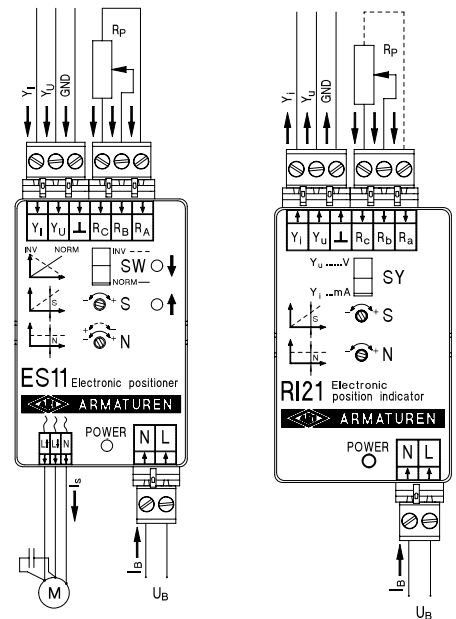 Y_I Y_U GND R_P
Y_I Y_U ⊥ R_C R_B R_A
INV NORM
INV
SW
NORM
S - + S
N - + N
ES11 Electronic positioner
ARI ARMATUREN
POWER
N L
L L N
I_S
M
I_B
U_B
Y_i Y_u GND R_P
Y_i Y_u ⊥ R_c R_b R_a
Y_u ......V
SY
Y_i ...mA
S - + S
N - + N
RI21 Electronic
position indicator
ARI ARMATUREN
POWER
N L
I_B
U_B